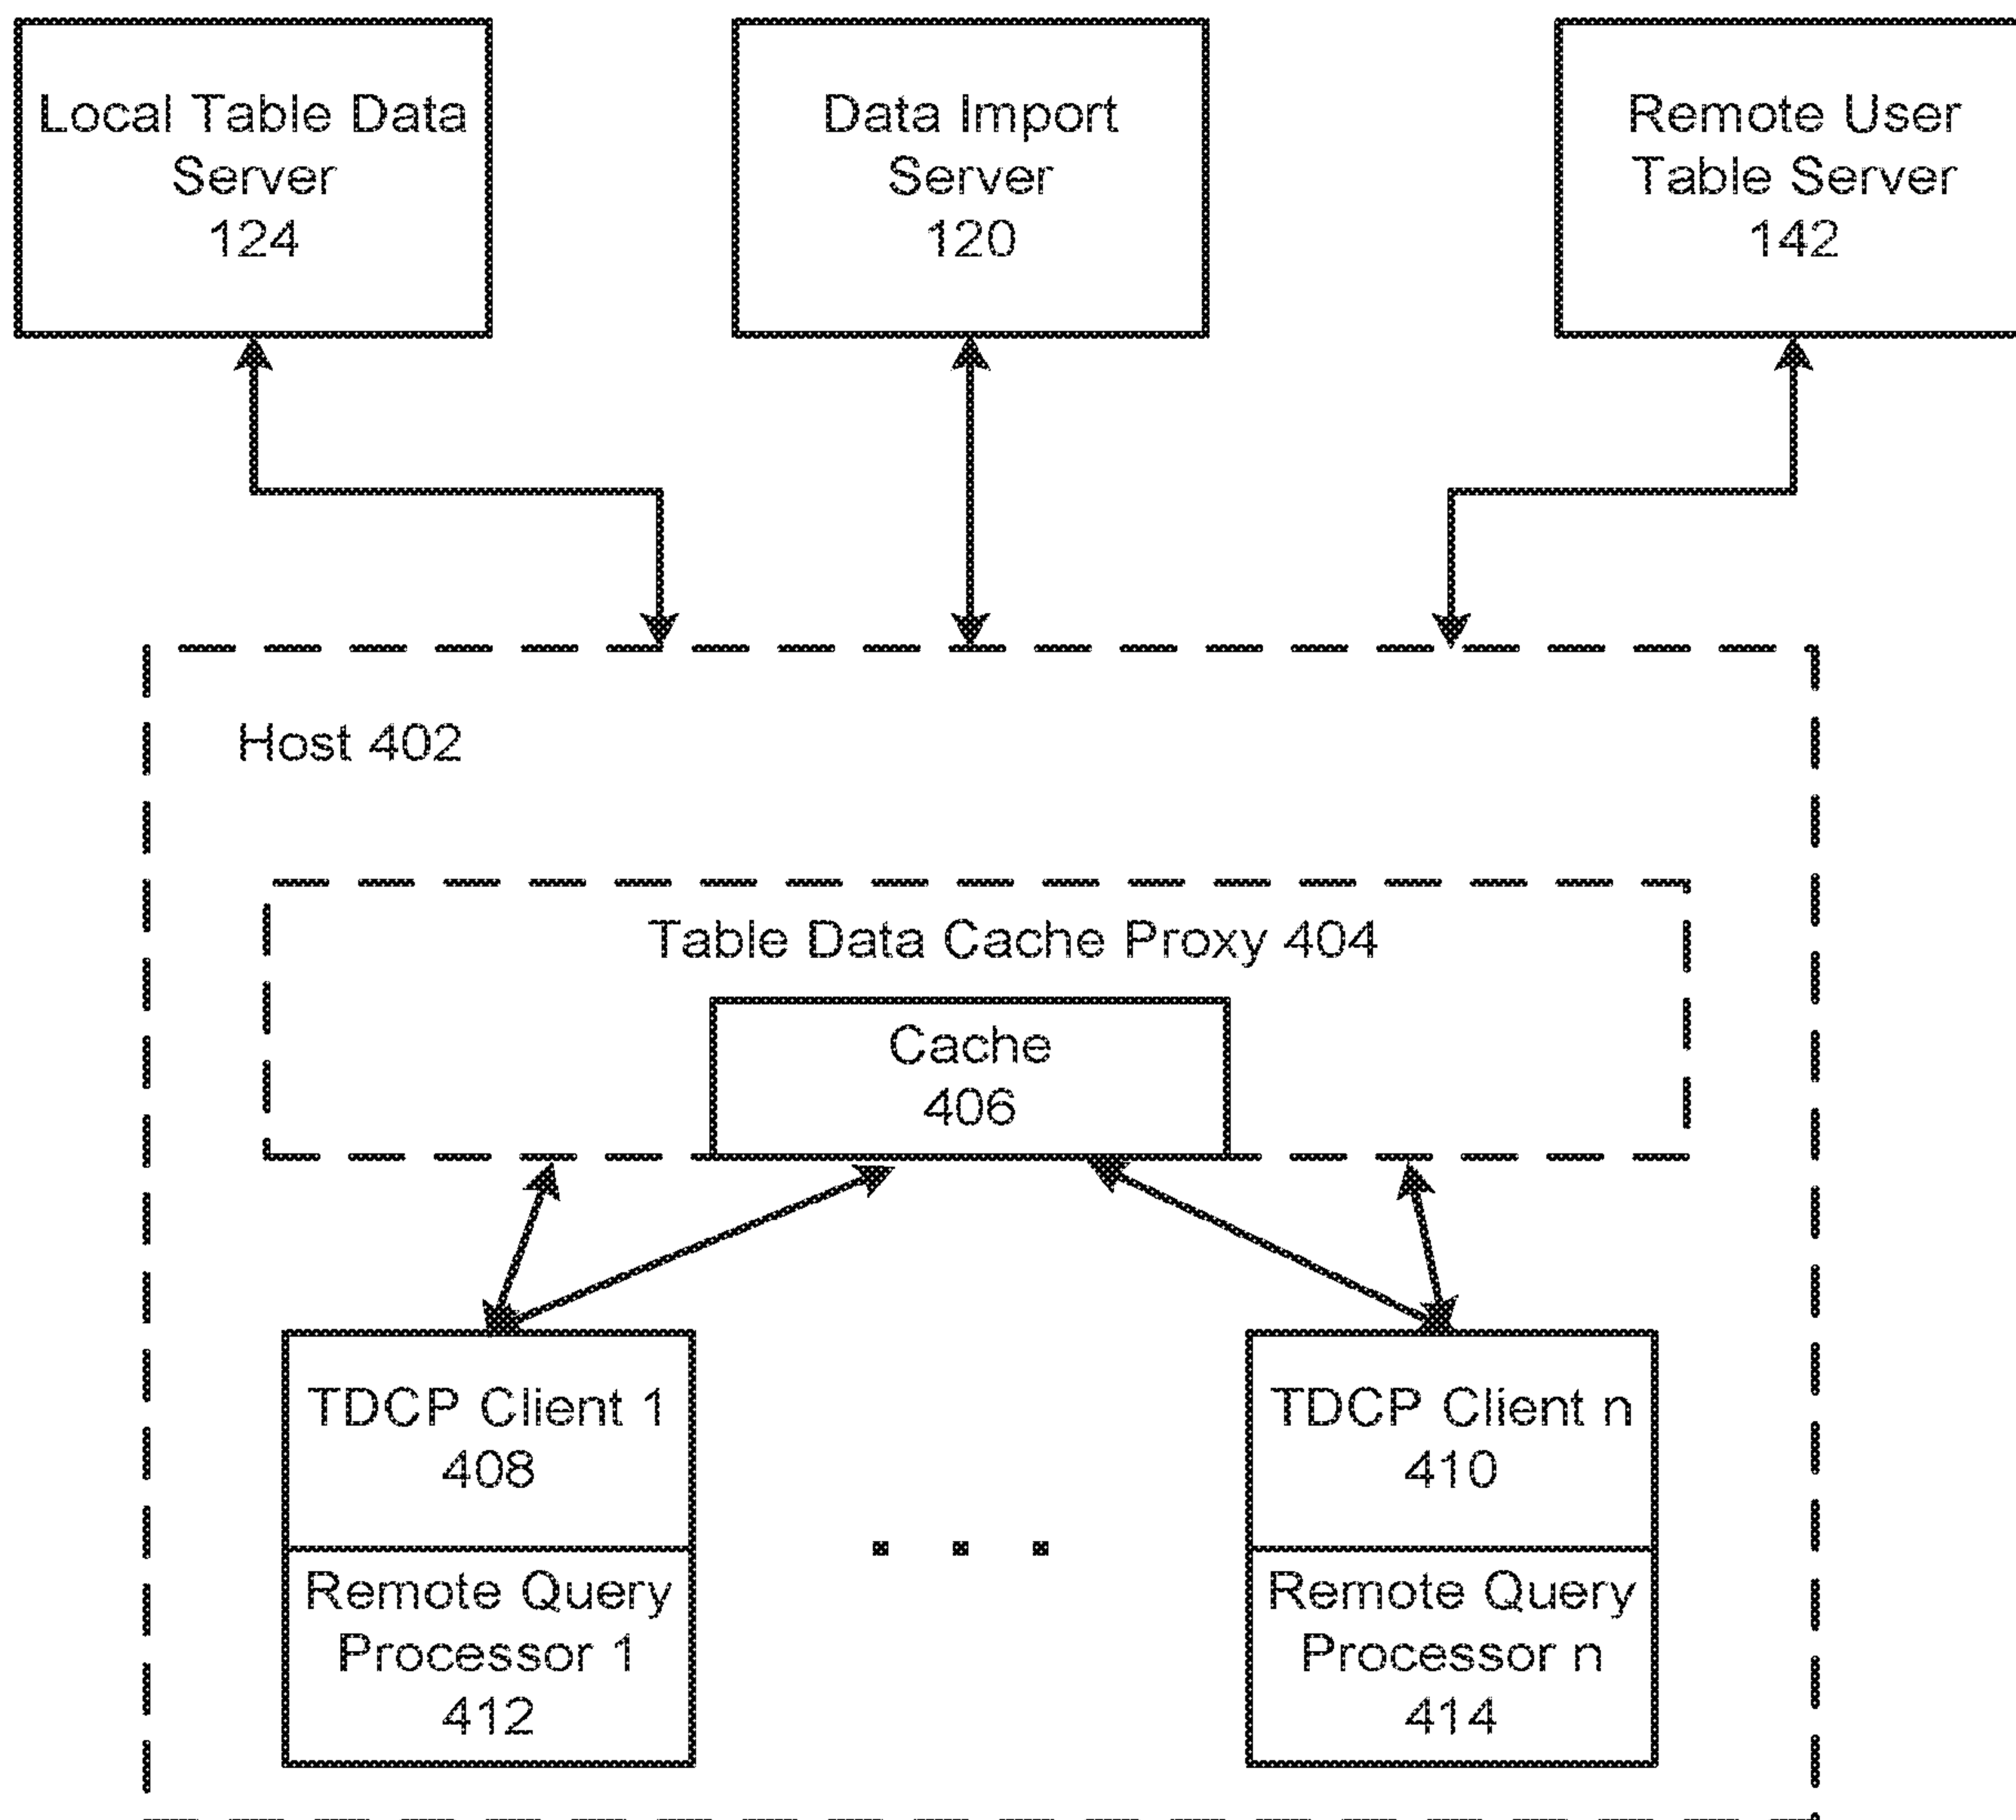 Local Table Data
Server
124
Data Import
Server
120
Remote User
Table Server
142
Host 402
Table Data Cache Proxy 404
Cache
406
TDCP Client 1
408
Remote Query
Processor 1
412
. . .
TDCP Client n
410
Remote Query
Processor n
414